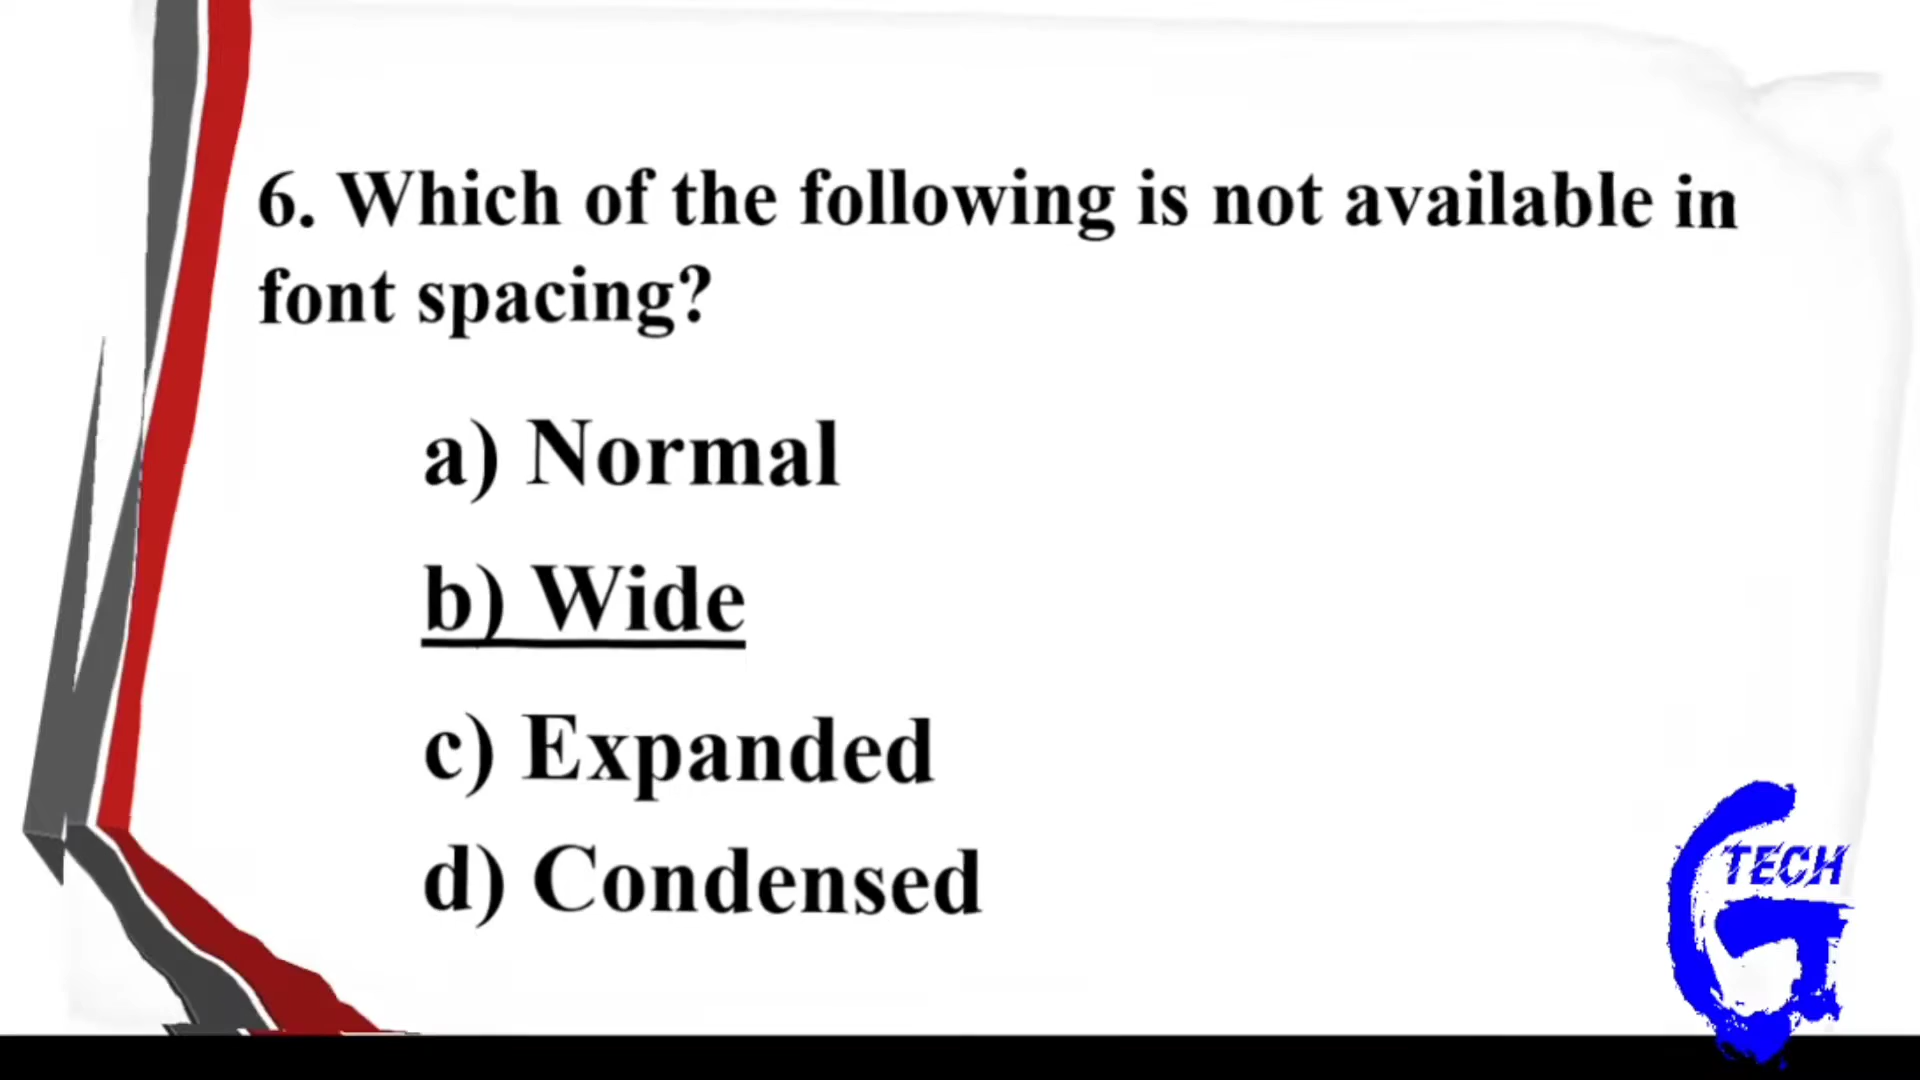 6. Which of the following is not available in
font spacing?
a) Normal
b) Wide
c) Expanded
d) Condensed
TECH